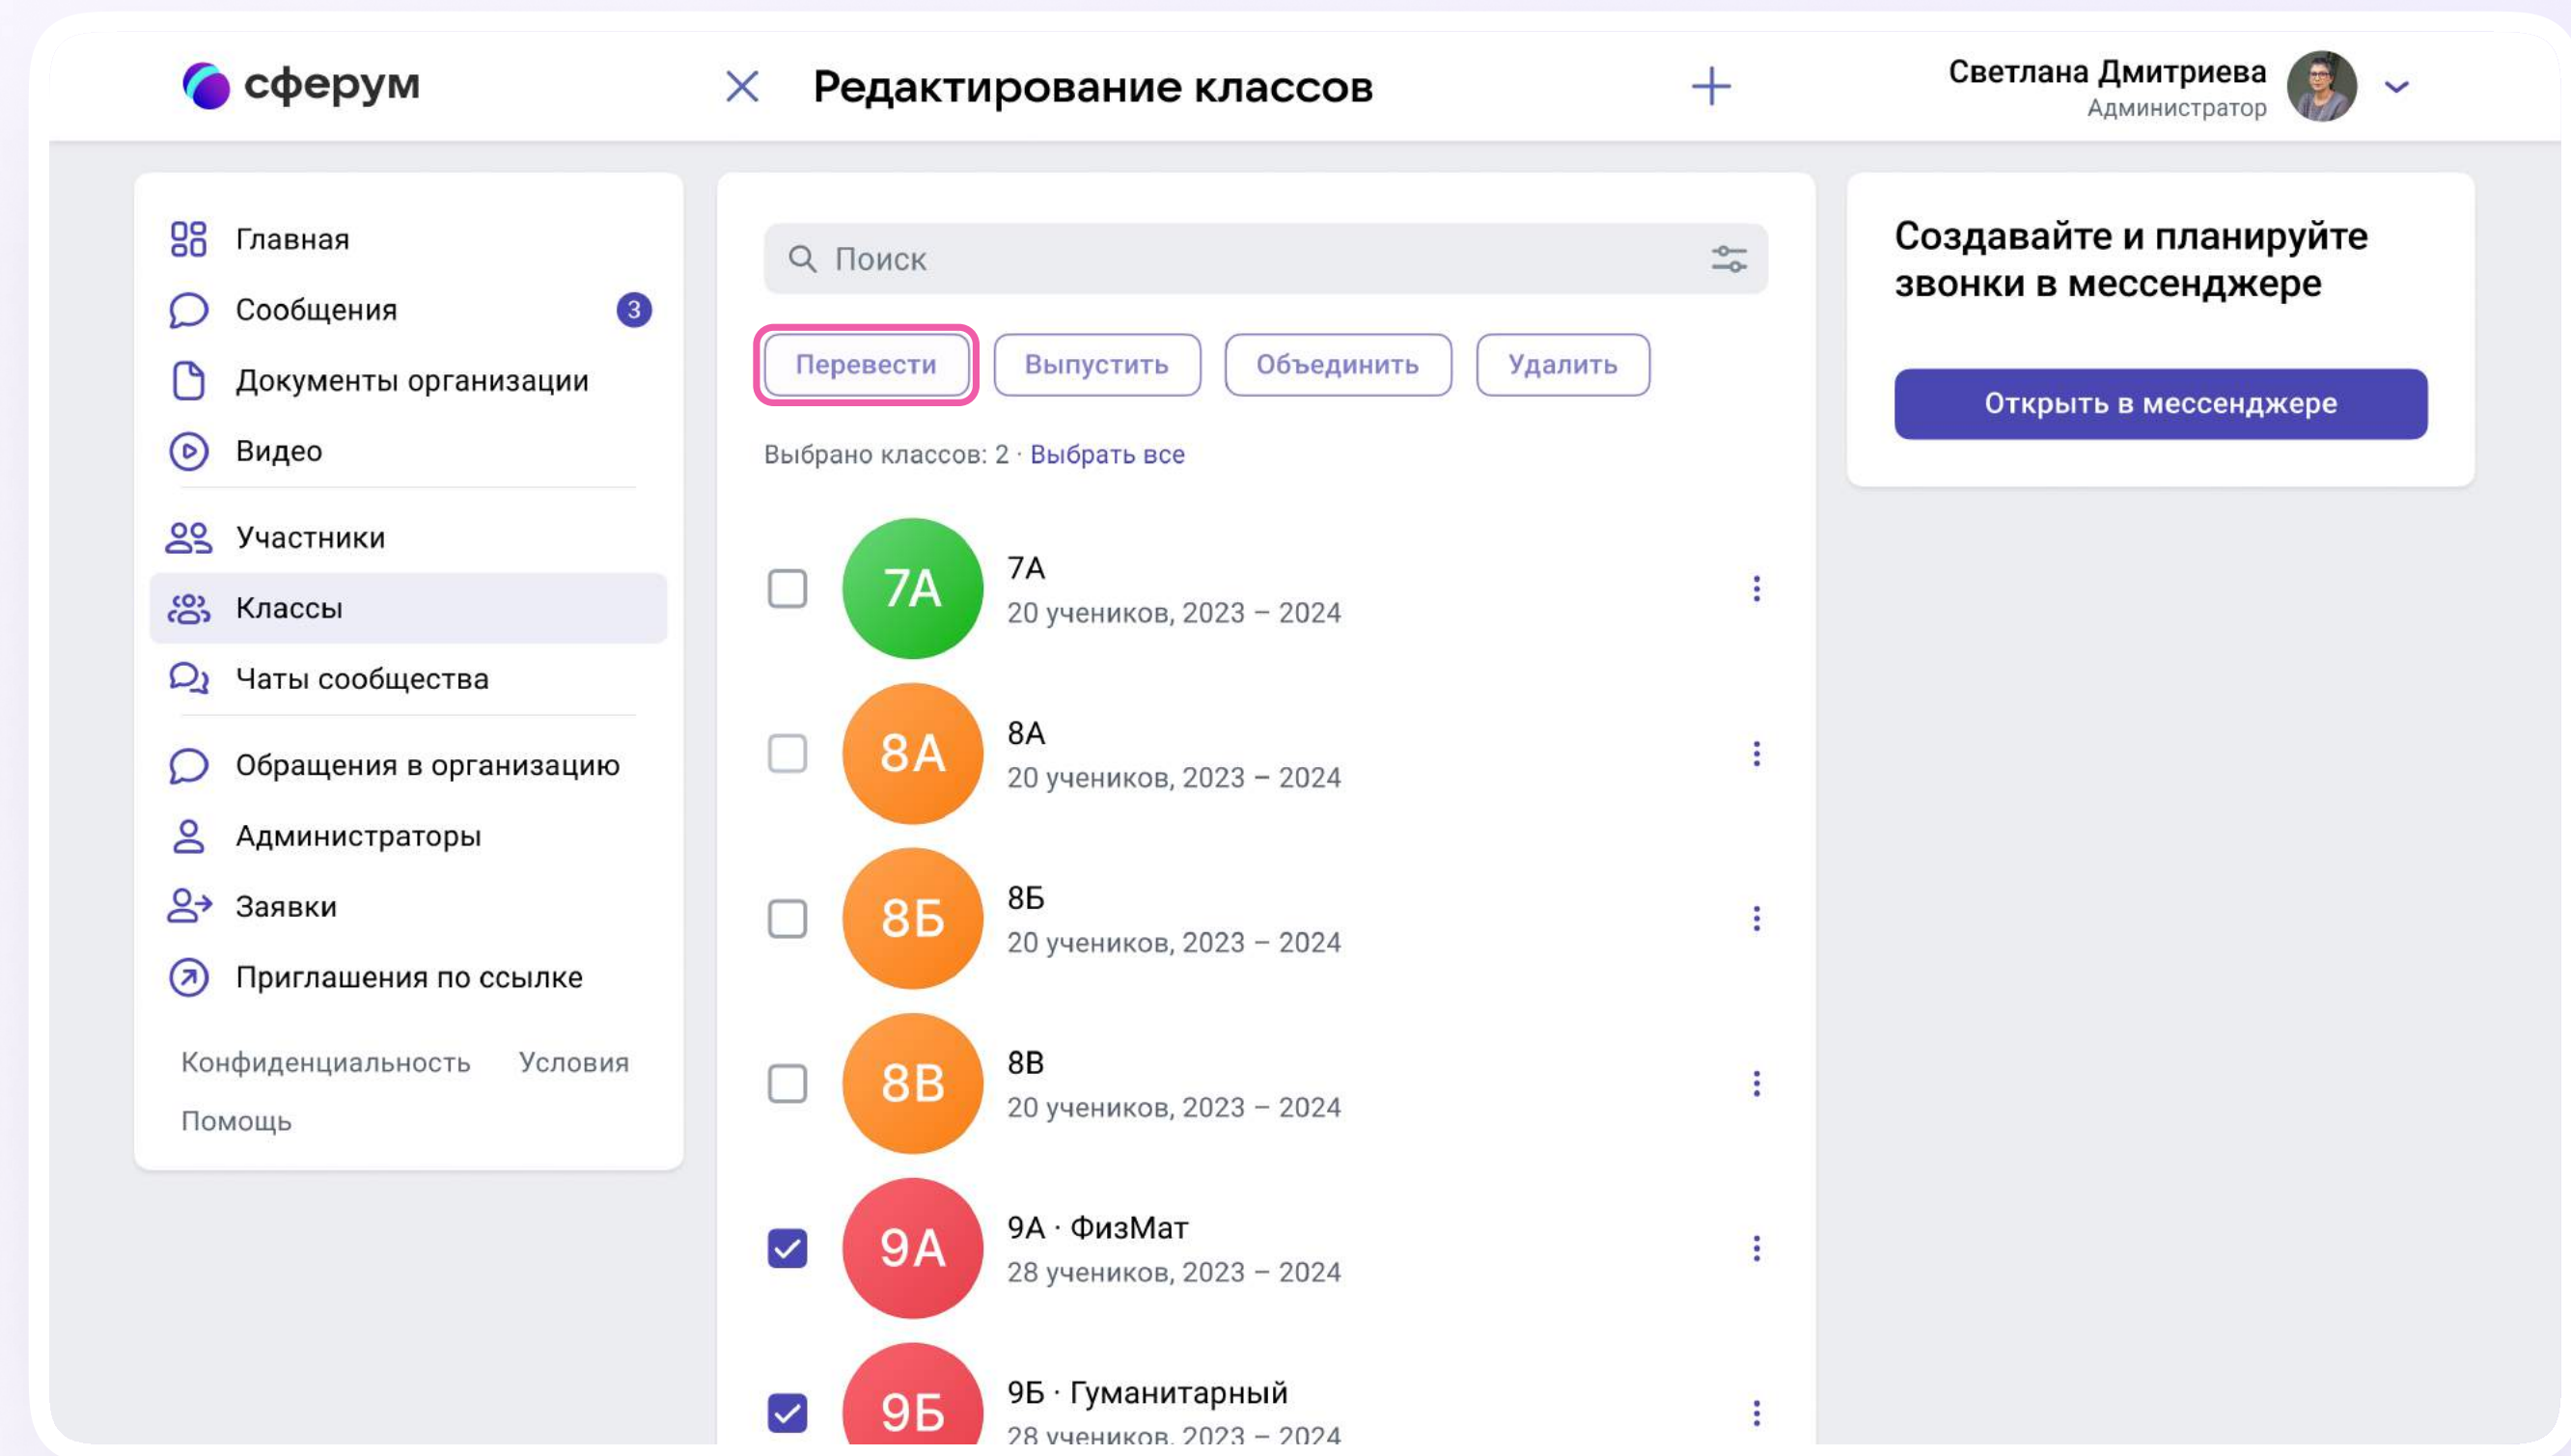 сферум
Редактирование классов
Светлана Дмитриева
Администратор
Главная
Сообщения 3
Документы организации
Видео
Участники
Классы
Чаты сообщества
Обращения в организацию
Администраторы
Заявки
Приглашения по ссылке
Конфиденциальность Условия
Помощь
Поиск
Перевести Выпустить Объединить Удалить
Выбрано классов: 2 · Выбрать все
7А
7А
20 учеников, 2023 – 2024
8А
8А
20 учеников, 2023 – 2024
8Б
8Б
20 учеников, 2023 – 2024
8В
8В
20 учеников, 2023 – 2024
9А
9А · ФизМат
28 учеников, 2023 – 2024
9Б
9Б · Гуманитарный
28 учеников, 2023 – 2024
Создавайте и планируйте
звонки в мессенджере
Открыть в мессенджере